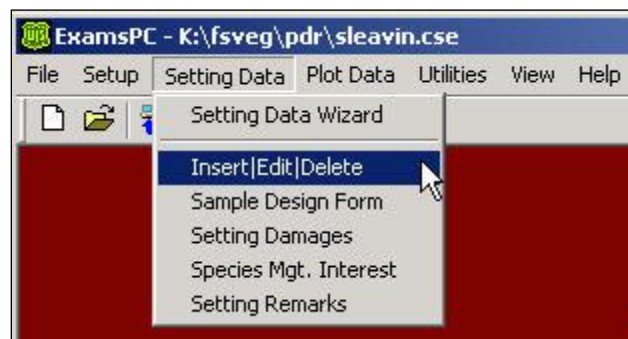 ExamsPC - K:\fsveg\pdr\sleavin.cse
File Setup Setting Data Plot Data Utilities View Help
Setting Data Wizard
Insert|Edit|Delete
Sample Design Form
Setting Damages
Species Mgt. Interest
Setting Remarks